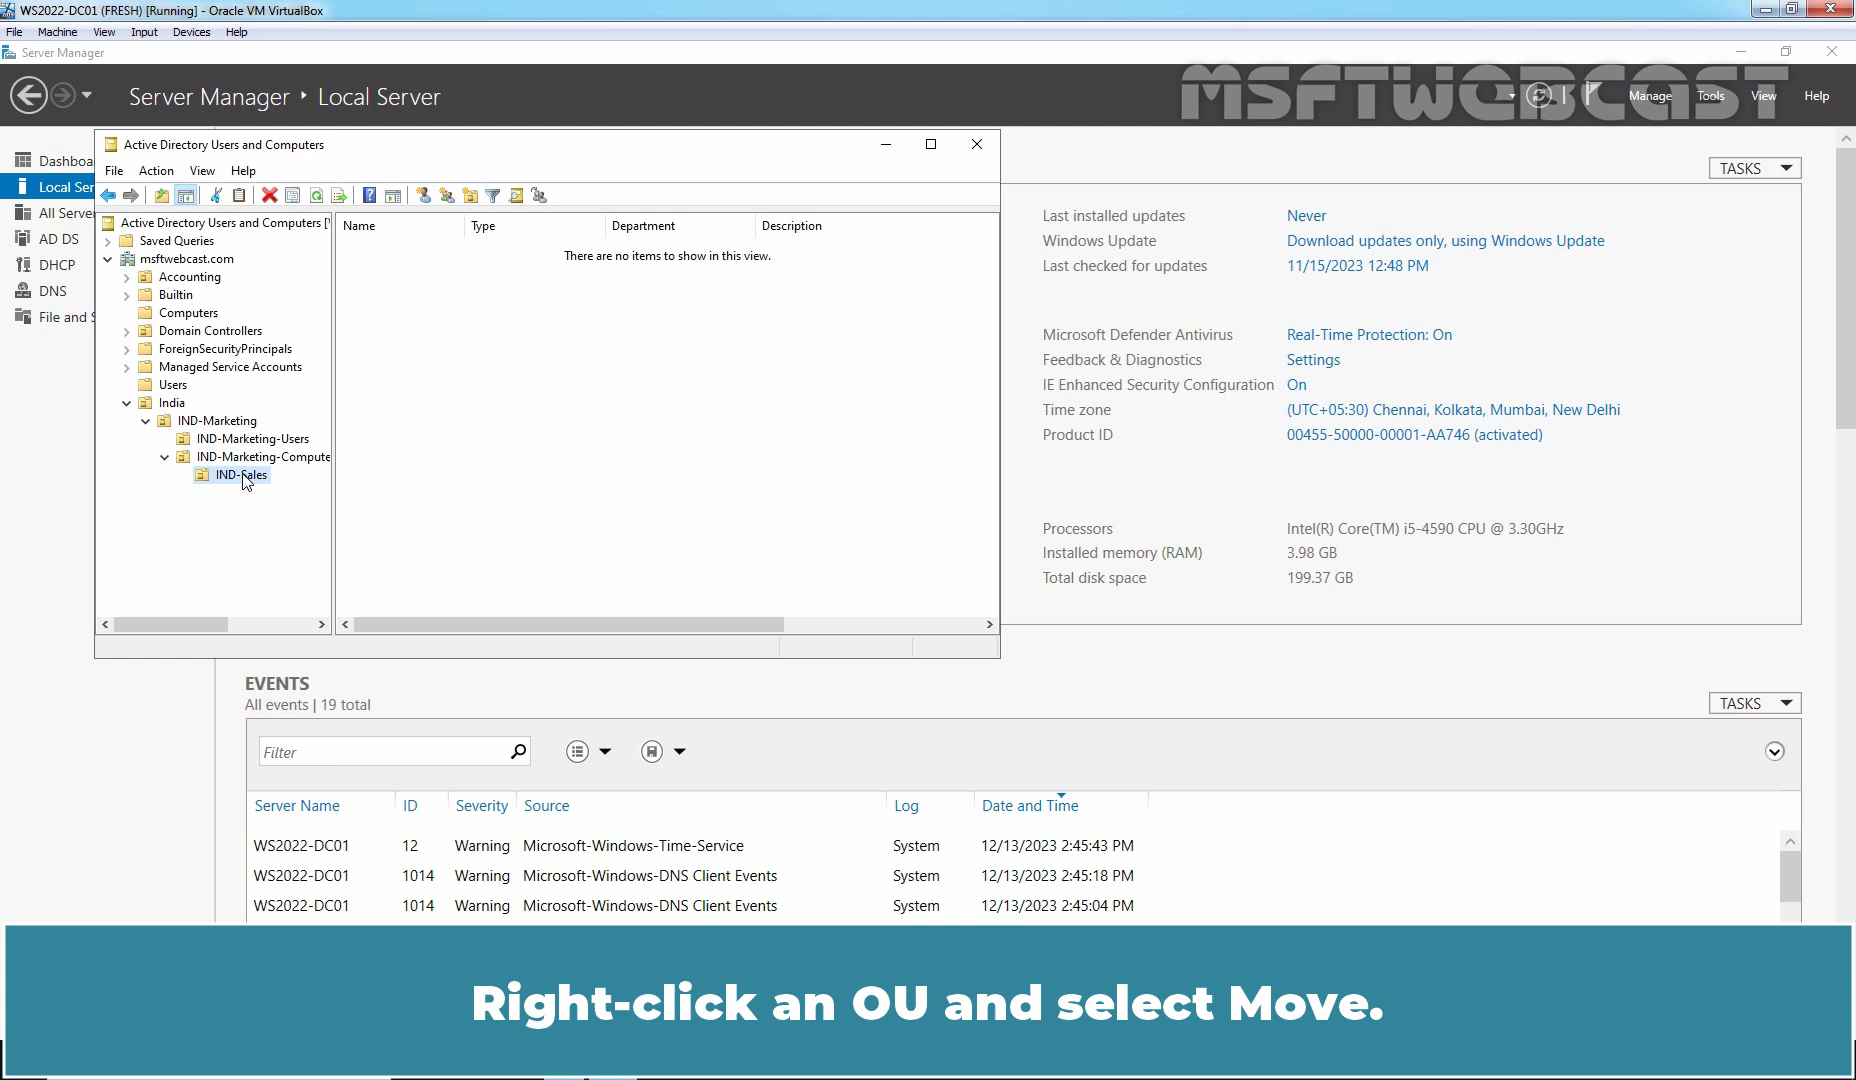 WS2022-DC01 (FRESH) [Running] - Oracle VM VirtualBox
File Machine View Input Devices Help
Server Manager
Server Manager ‣ Local Server
MSFTWEBCAST
Manage Tools View Help
Dashboa
Local Ser
All Server
AD DS
DHCP
DNS
File and S
Active Directory Users and Computers
File Action View Help
Active Directory Users and Computers [
Saved Queries
msftwebcast.com
Accounting
Builtin
Computers
Domain Controllers
ForeignSecurityPrincipals
Managed Service Accounts
Users
India
IND-Marketing
IND-Marketing-Users
IND-Marketing-Compute
IND-Sales
Name Type Department Description
There are no items to show in this view.
TASKS
Last installed updates Never
Windows Update Download updates only, using Windows Update
Last checked for updates 11/15/2023 12:48 PM
Microsoft Defender Antivirus Real-Time Protection: On
Feedback & Diagnostics Settings
IE Enhanced Security Configuration On
Time zone (UTC+05:30) Chennai, Kolkata, Mumbai, New Delhi
Product ID 00455-50000-00001-AA746 (activated)
Processors Intel(R) Core(TM) i5-4590 CPU @ 3.30GHz
Installed memory (RAM) 3.98 GB
Total disk space 199.37 GB
EVENTS
All events | 19 total
TASKS
Filter
Server Name ID Severity Source Log Date and Time
WS2022-DC01 12 Warning Microsoft-Windows-Time-Service System 12/13/2023 2:45:43 PM
WS2022-DC01 1014 Warning Microsoft-Windows-DNS Client Events System 12/13/2023 2:45:18 PM
WS2022-DC01 1014 Warning Microsoft-Windows-DNS Client Events System 12/13/2023 2:45:04 PM
Right-click an OU and select Move.